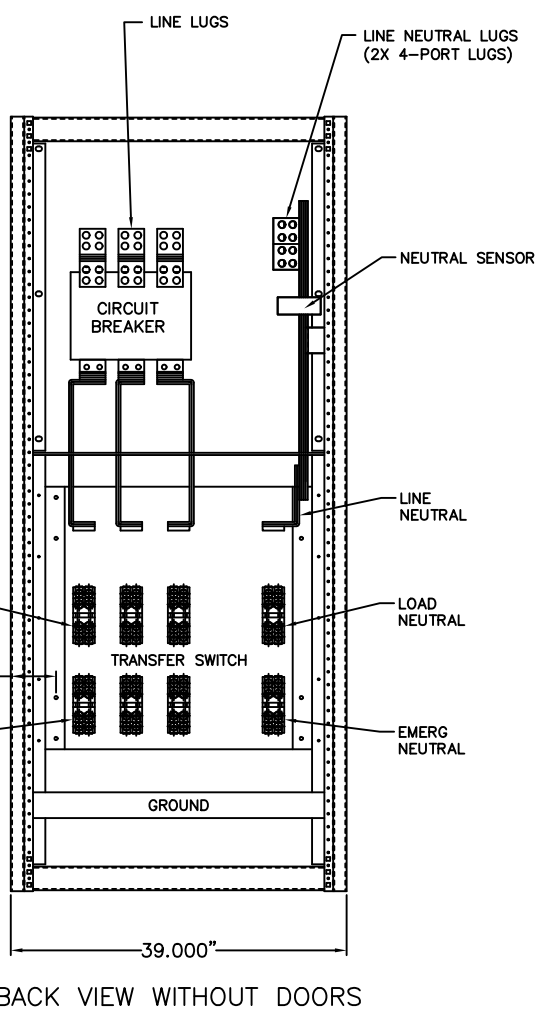 LINE LUGS
LINE NEUTRAL LUGS
(2X 4-PORT LUGS)
NEUTRAL SENSOR
CIRCUIT
BREAKER
LINE
NEUTRAL
LOAD
NEUTRAL
TRANSFER SWITCH
EMERG
NEUTRAL
GROUND
39.000"
BACK VIEW WITHOUT DOORS